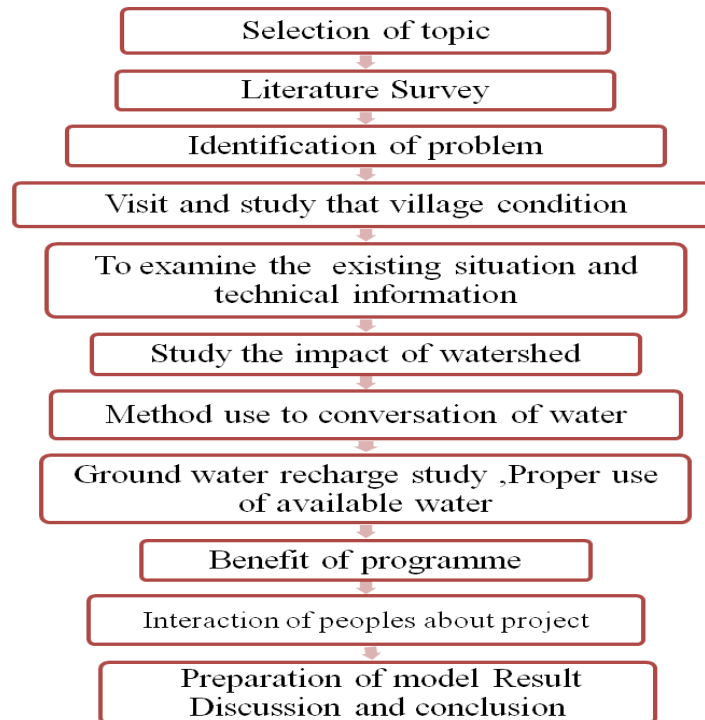 Selection of topic
Literature Survey
Identification of problem
Visit and study that village condition
To examine the existing situation and
technical information
Study the impact of watershed
Method use to conversation of water
Ground water recharge study ,Proper use
of available water
Benefit of programme
Interaction of peoples about project
Preparation of model Result
Discussion and conclusion